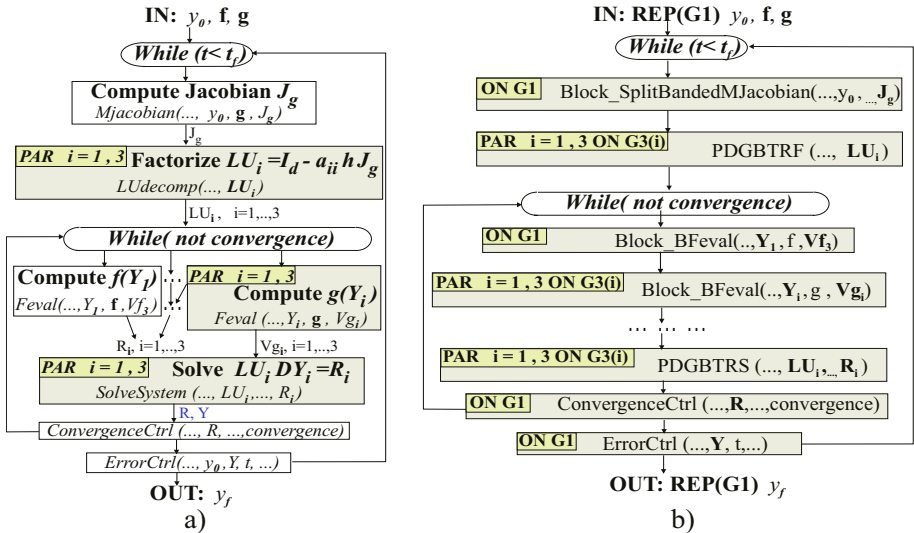 IN: y0, f, g
While (t< tf)
Compute Jacobian Jg
Mjacobian(..., y0, g, Jg)
Jg
PAR i = 1, 3 Factorize LUi =Id - aii h Jg
LUdecomp(..., LUi)
LUi, i=1,..,3
While( not convergence)
Compute f(Y1)
Feval(...,Y1, f ,Vf3)
...
...
PAR i = 1, 3
Compute g(Yi)
Feval (...,Yi, g , Vgi)
Ri, i=1,..,3
Vgi, i=1,..,3
PAR i = 1, 3 Solve LUi DYi =Ri
SolveSystem (..., LUi,..., Ri)
R, Y
ConvergenceCtrl (..., R, ...,convergence)
ErrorCtrl(..., y0,Y, t, ...)
OUT: yf
a)
IN: REP(G1) y0, f, g
While (t< tf)
ON G1
Block_SplitBandedMJacobian(...,y0 ,...,Jg)
PAR i = 1 , 3 ON G3(i)
PDGBTRF (..., LUi)
While( not convergence)
ON G1
Block_BFeval(..,Y1, f ,Vf3)
PAR i = 1 , 3 ON G3(i)
Block_BFeval(..,Yi, g , Vgi)
... ... ...
PAR i = 1 , 3 ON G3(i)
PDGBTRS (..., LUi,...,Ri)
ON G1
ConvergenceCtrl (...,R,...,convergence)
ON G1
ErrorCtrl (...,Y, t,...)
OUT: REP(G1) yf
b)